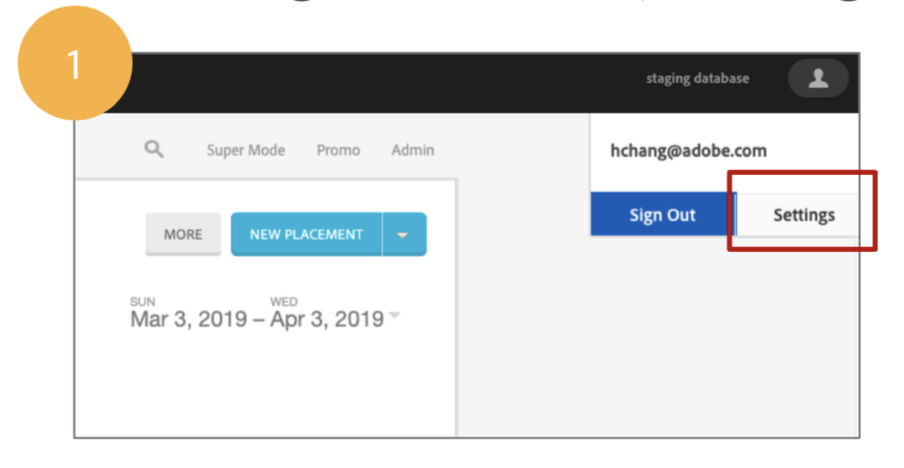 1
staging database
Super Mode Promo Admin
hchang@adobe.com
Sign Out Settings
MORE NEW PLACEMENT
SUN WED
Mar 3, 2019 – Apr 3, 2019